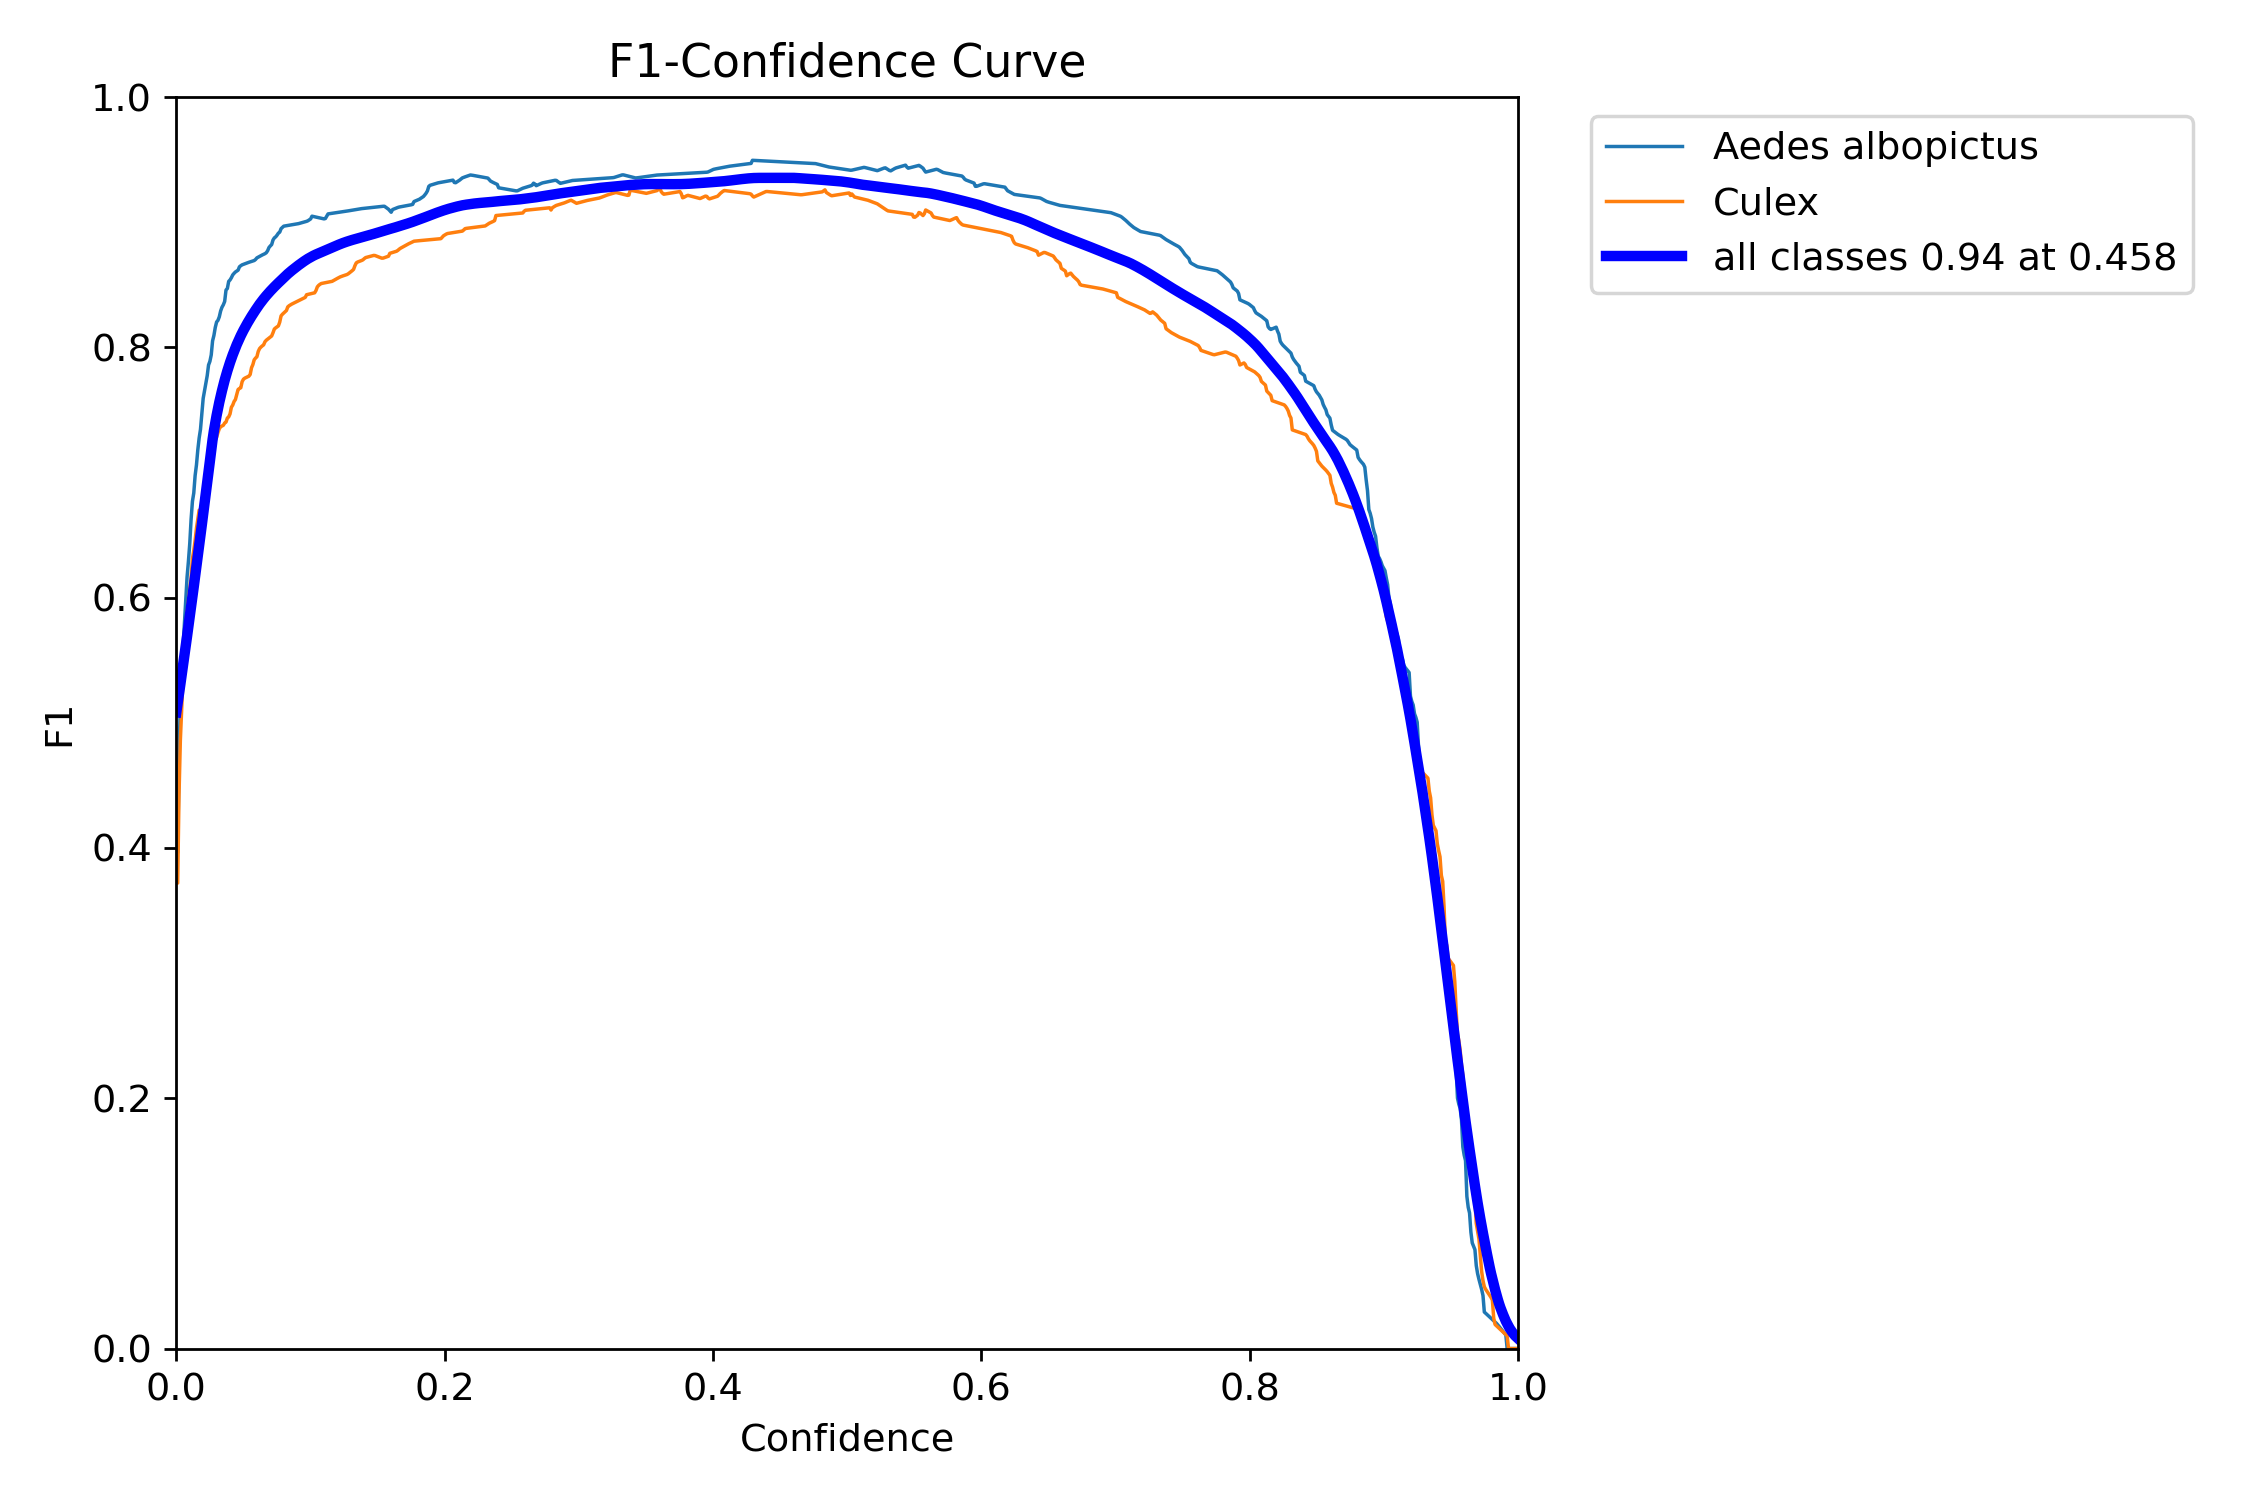 F1-Confidence Curve
1.0
0.8
0.6
0.4
0.2
0.0
F1
0.0 0.2 0.4 0.6 0.8 1.0
Confidence
Aedes albopictus
Culex
all classes 0.94 at 0.458